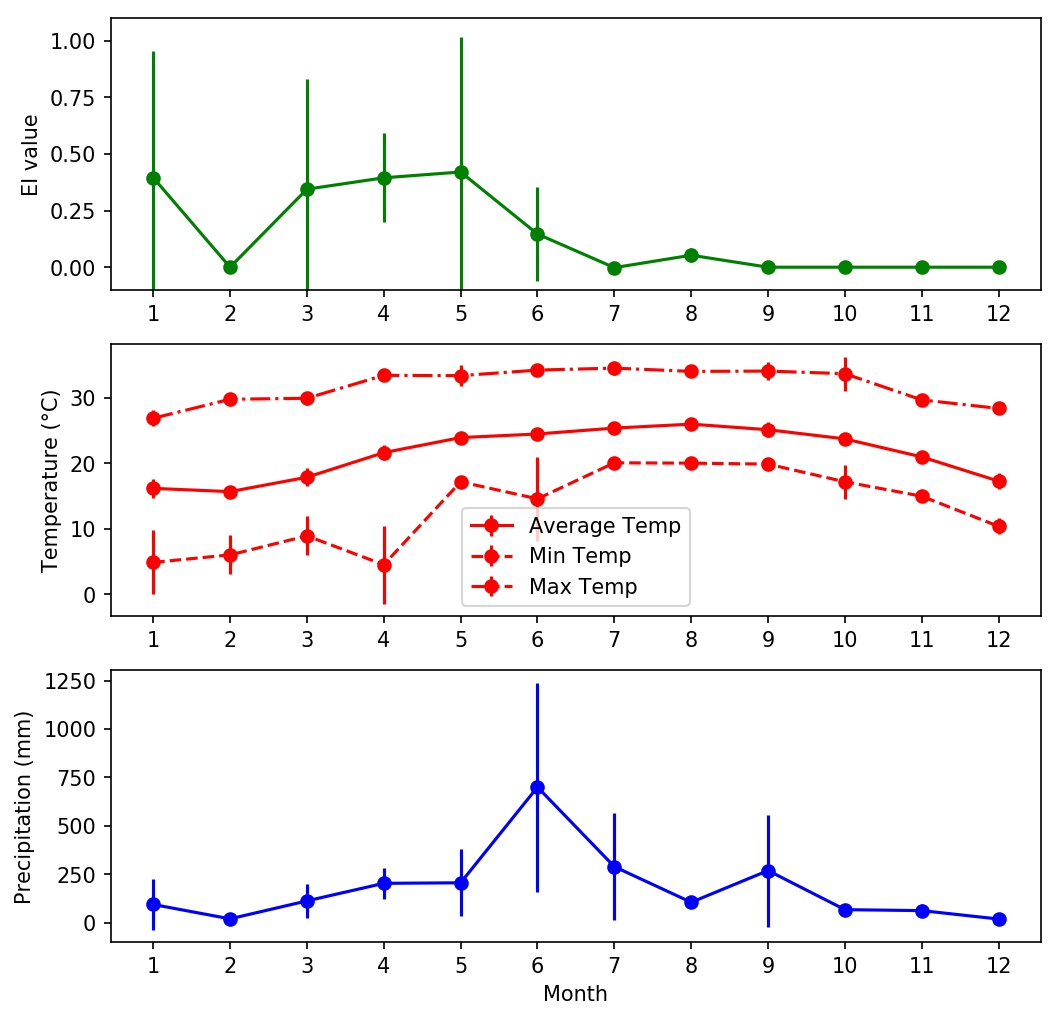 EI value
1.00
0.75
0.50
0.25
0.00
1 2 3 4 5 6 7 8 9 10 11 12
Temperature (°C)
30
20
10
0
Average Temp
Min Temp
Max Temp
1 2 3 4 5 6 7 8 9 10 11 12
Precipitation (mm)
1250
1000
750
500
250
0
1 2 3 4 5 6 7 8 9 10 11 12
Month